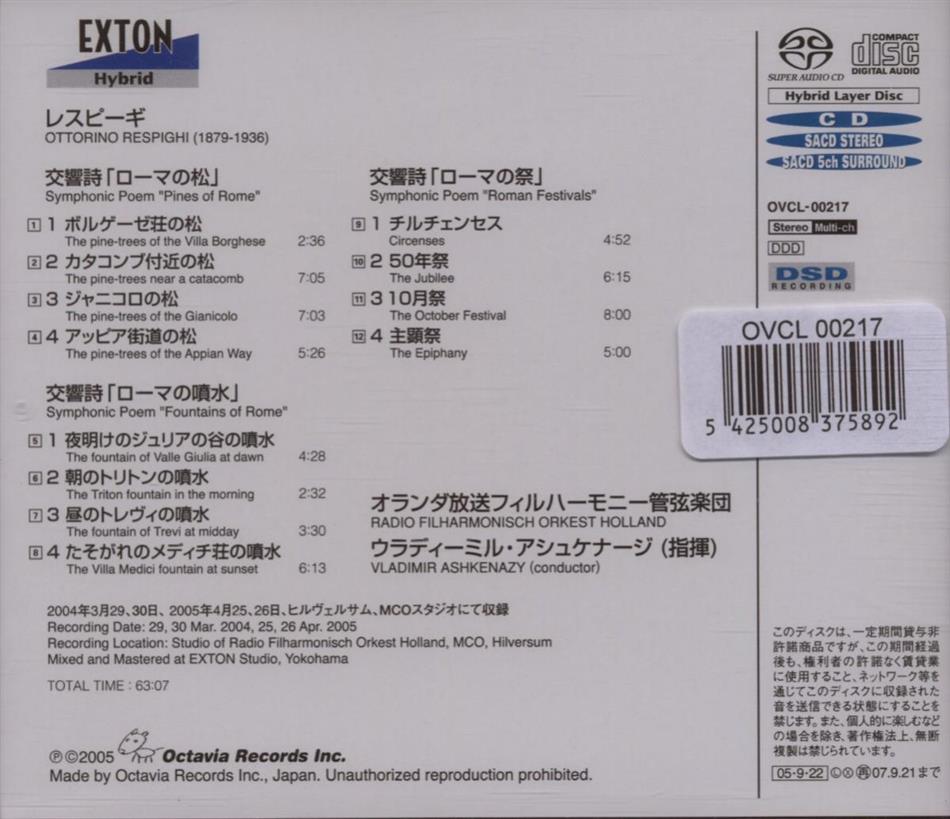 EXTON
Hybrid
レスピーギ
OTTORINO RESPIGHI (1879-1936)
交響詩「ローマの松」
Symphonic Poem "Pines of Rome"
1 1 ボルゲーゼ荘の松
The pine-trees of the Villa Borghese 2:36
2 2 カタコンブ付近の松
The pine-trees near a catacomb 7:05
3 3 ジャニコロの松
The pine-trees of the Gianicolo 7:03
4 4 アッピア街道の松
The pine-trees of the Appian Way 5:26
交響詩「ローマの噴水」
Symphonic Poem "Fountains of Rome"
5 1 夜明けのジュリアの谷の噴水
The fountain of Valle Giulia at dawn 4:28
6 2 朝のトリトンの噴水
The Triton fountain in the morning 2:32
7 3 昼のトレヴィの噴水
The fountain of Trevi at midday 3:30
8 4 たそがれのメディチ荘の噴水
The Villa Medici fountain at sunset 6:13
交響詩「ローマの祭」
Symphonic Poem "Roman Festivals"
9 1 チルチェンセス
Circenses 4:52
10 2 50年祭
The Jubilee 6:15
11 3 10月祭
The October Festival 8:00
12 4 主顕祭
The Epiphany 5:00
オランダ放送フィルハーモニー管弦楽団
RADIO FILHARMONISCH ORKEST HOLLAND
ウラディーミル・アシュケナージ (指揮)
VLADIMIR ASHKENAZY (conductor)
2004年3月29、30日、2005年4月25、26日、ヒルヴェルサム、MCOスタジオにて収録
Recording Date: 29, 30 Mar. 2004, 25, 26 Apr. 2005
Recording Location: Studio of Radio Filharmonisch Orkest Holland, MCO, Hilversum
Mixed and Mastered at EXTON Studio, Yokohama
TOTAL TIME : 63:07
℗©2005 Octavia Records Inc.
Made by Octavia Records Inc., Japan. Unauthorized reproduction prohibited.
SUPER AUDIO CD
COMPACT
disc
DIGITAL AUDIO
Hybrid Layer Disc
CD
SACD STEREO
SACD 5ch SURROUND
OVCL-00217
Stereo Multi-ch
DDD
DSD
RECORDING
OVCL 00217
5 425008 375892
このディスクは、一定期間貸与非
許諾商品ですが、この期間経過
後も、権利者の許諾なく賃貸業
に使用すること、ネットワーク等を
通じてこのディスクに収録された
音を送信できる状態にすることを
禁じます。また、個人的に楽しむなど
の場合を除き、著作権法上、無断
複製は禁じられています。
05・9・22 ©Ⓧ㊢07.9.21まで